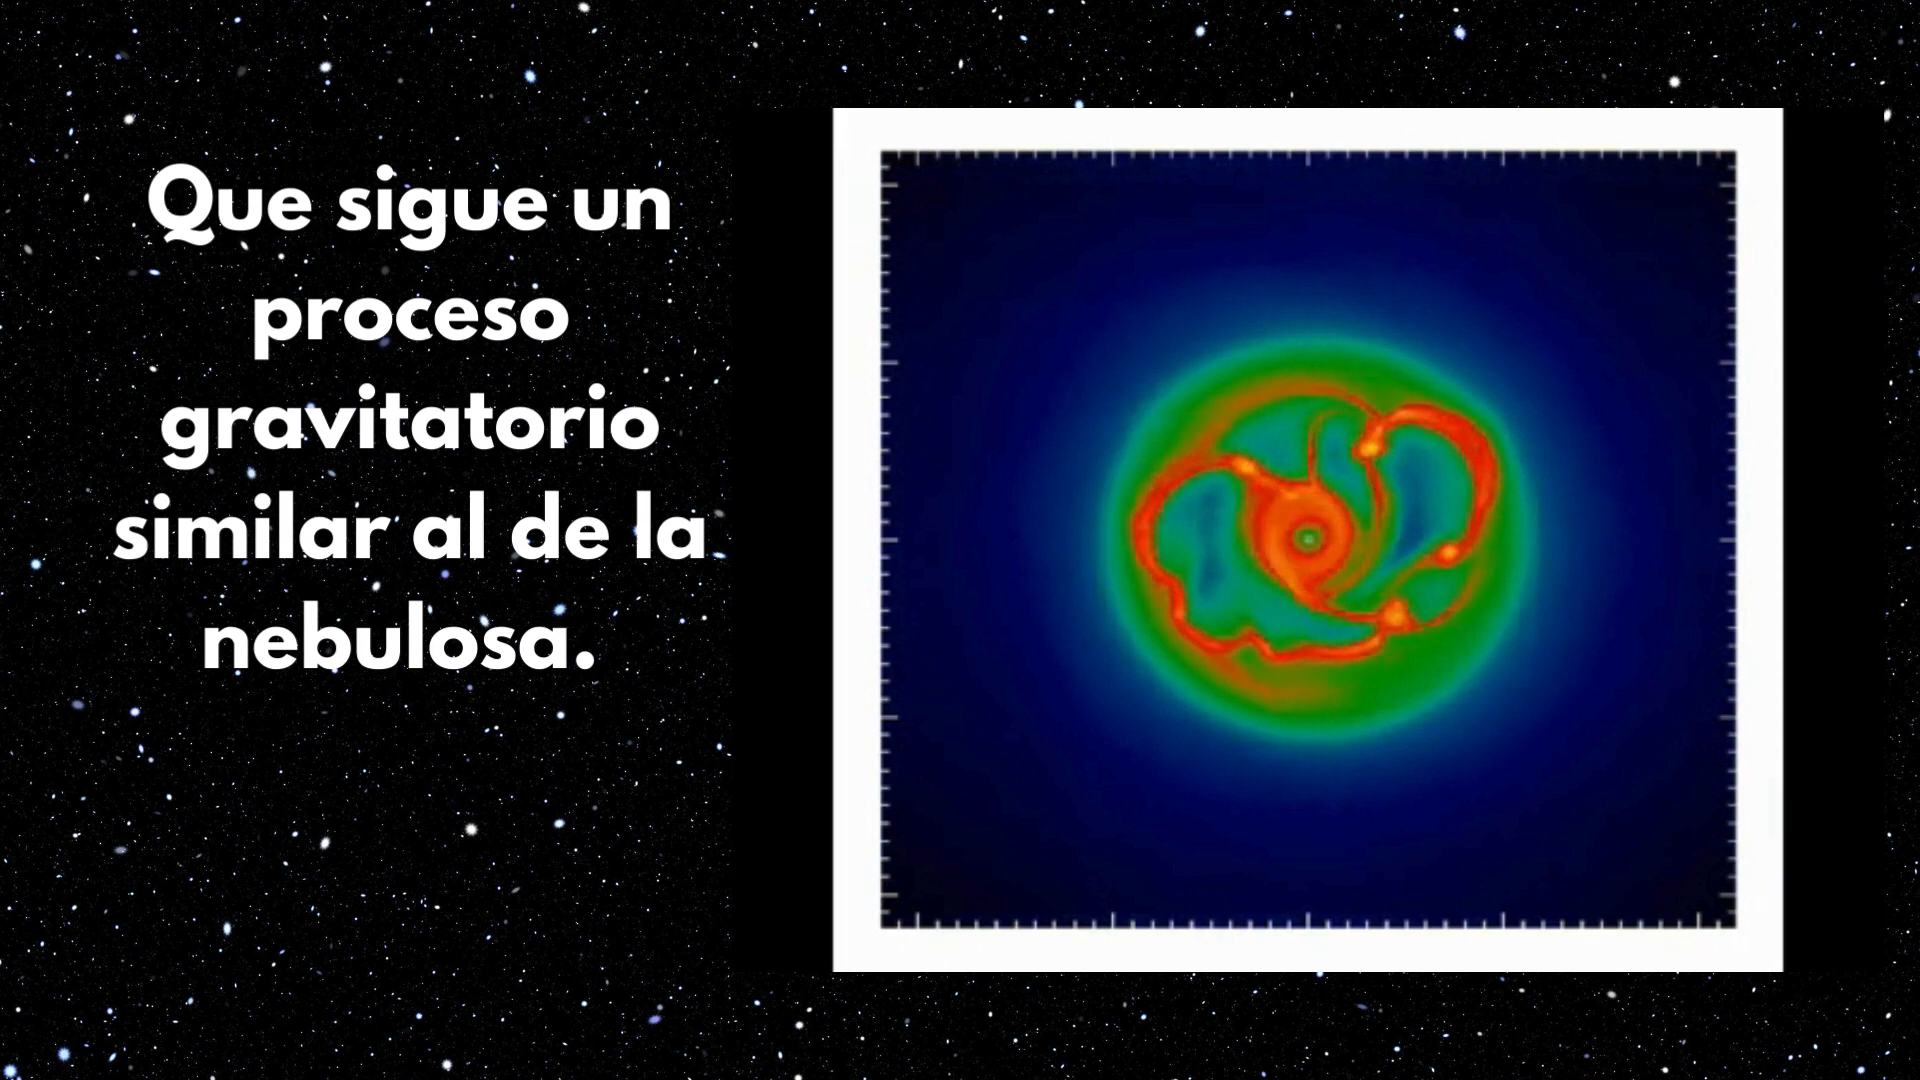 Que sigue un
proceso
gravitatorio
similar al de la
nebulosa.